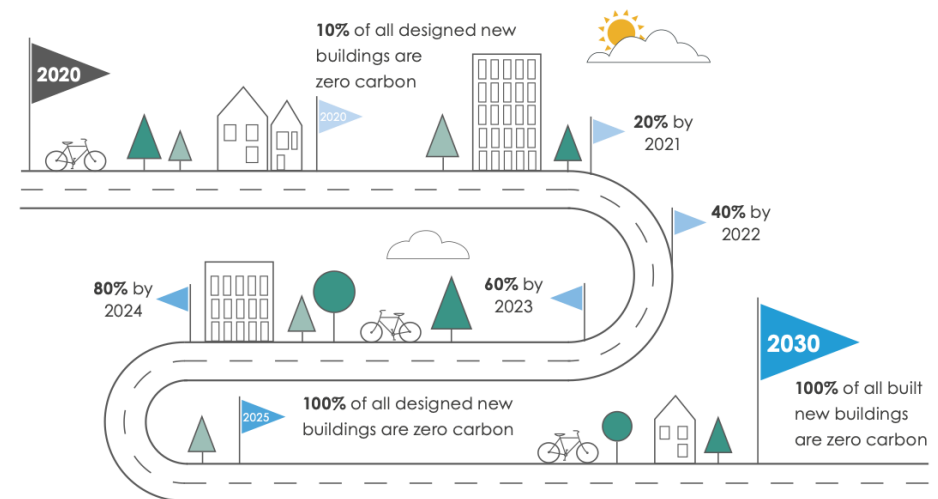 2020
10% of all designed new
buildings are
zero carbon
2020
20% by
2021
40% by
2022
60% by
2023
80% by
2024
2025
100% of all designed new
buildings are zero carbon
2030
100% of all built
new buildings
are zero carbon